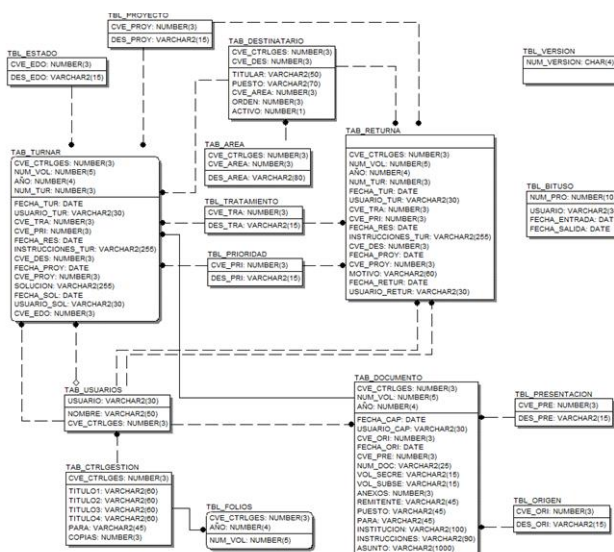 TBL_PROYECTO
CVE_PROY: NUMBER(3)
DES_PROY: VARCHAR2(15)
TBL_ESTADO
CVE_EDO: NUMBER(3)
DES_EDO: VARCHAR2(15)
TAB_DESTINATARIO
CVE_CTRLGES: NUMBER(3)
CVE_DES: NUMBER(3)
TITULAR: VARCHAR2(50)
PUESTO: VARCHAR2(70)
CVE_AREA: NUMBER(3)
ORDEN: NUMBER(3)
ACTIVO: NUMBER(1)
TBL_VERSION
NUM_VERSION: CHAR(4)
TAB_TURNAR
CVE_CTRLGES: NUMBER(3)
NUM_VOL: NUMBER(5)
AÑO: NUMBER(4)
NUM_TUR: NUMBER(3)
FECHA_TUR: DATE
USUARIO_TUR: VARCHAR2(30)
CVE_TRA: NUMBER(3)
CVE_PRI: NUMBER(3)
FECHA_RES: DATE
INSTRUCCIONES_TUR: VARCHAR2(255)
CVE_DES: NUMBER(3)
FECHA_PROY: DATE
CVE_PROY: NUMBER(3)
SOLUCION: VARCHAR2(255)
FECHA_SOL: DATE
USUARIO_SOL: VARCHAR2(30)
CVE_EDO: NUMBER(3)
TAB_AREA
CVE_CTRLGES: NUMBER(3)
CVE_AREA: NUMBER(3)
DES_AREA: VARCHAR2(80)
TBL_TRATAMIENTO
CVE_TRA: NUMBER(3)
DES_TRA: VARCHAR2(15)
TBL_PRIORIDAD
CVE_PRI: NUMBER(3)
DES_PRI: VARCHAR2(15)
TAB_RETURNA
CVE_CTRLGES: NUMBER(3)
NUM_VOL: NUMBER(5)
AÑO: NUMBER(4)
NUM_TUR: NUMBER(3)
FECHA_TUR: DATE
USUARIO_TUR: VARCHAR2(30)
CVE_TRA: NUMBER(3)
CVE_PRI: NUMBER(3)
FECHA_RES: DATE
INSTRUCCIONES_TUR: VARCHAR2(255)
CVE_DES: NUMBER(3)
FECHA_PROY: DATE
CVE_PROY: NUMBER(3)
MOTIVO: VARCHAR2(60)
FECHA_RETUR: DATE
USUARIO_RETUR: VARCHAR2(30)
TBL_BITUSO
NUM_PRO: NUMBER(10
USUARIO: VARCHAR2(3
FECHA_ENTRADA: DAT
FECHA_SALIDA: DATE
TAB_USUARIOS
USUARIO: VARCHAR2(30)
NOMBRE: VARCHAR2(50)
CVE_CTRLGES: NUMBER(3)
TAB_CTRLGESTION
CVE_CTRLGES: NUMBER(3)
TITULO1: VARCHAR2(60)
TITULO2: VARCHAR2(60)
TITULO3: VARCHAR2(60)
TITULO4: VARCHAR2(60)
PARA: VARCHAR2(45)
COPIAS: NUMBER(3)
TBL_FOLIOS
CVE_CTRLGES: NUMBER(3)
AÑO: NUMBER(4)
NUM_VOL: NUMBER(5)
TAB_DOCUMENTO
CVE_CTRLGES: NUMBER(3)
NUM_VOL: NUMBER(5)
AÑO: NUMBER(4)
FECHA_CAP: DATE
USUARIO_CAP: VARCHAR2(30)
CVE_ORI: NUMBER(3)
FECHA_ORI: DATE
CVE_PRE: NUMBER(3)
NUM_DOC: VARCHAR2(25)
VOL_SECRE: VARCHAR2(15)
VOL_SUBSE: VARCHAR2(15)
ANEXOS: NUMBER(3)
REMITENTE: VARCHAR2(45)
PUESTO: VARCHAR2(45)
PARA: VARCHAR2(45)
INSTITUCION: VARCHAR2(100)
INSTRUCCIONES: VARCHAR2(90)
ASUNTO: VARCHAR2(1000)
TBL_PRESENTACION
CVE_PRE: NUMBER(3)
DES_PRE: VARCHAR2(15)
TBL_ORIGEN
CVE_ORI: NUMBER(3)
DES_ORI: VARCHAR2(15)